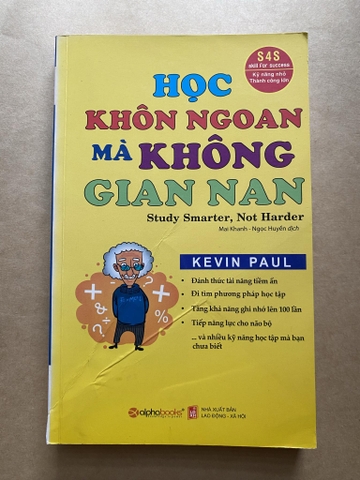 S4S
skill for success
Kỹ năng nhỏ
Thành công lớn
HỌC
KHÔN NGOAN
MÀ KHÔNG
GIAN NAN
Study Smarter, Not Harder
Mai Khanh - Ngọc Huyền dịch
KEVIN PAUL
• Đánh thức tài năng tiềm ẩn
• Đi tìm phương pháp học tập
• Tăng khả năng ghi nhớ lên 100 lần
• Tiếp năng lực cho não bộ
... và nhiều kỹ năng học tập mà bạn
chưa biết
alphabooks
NHÀ XUẤT BẢN
LAO ĐỘNG - XÃ HỘI